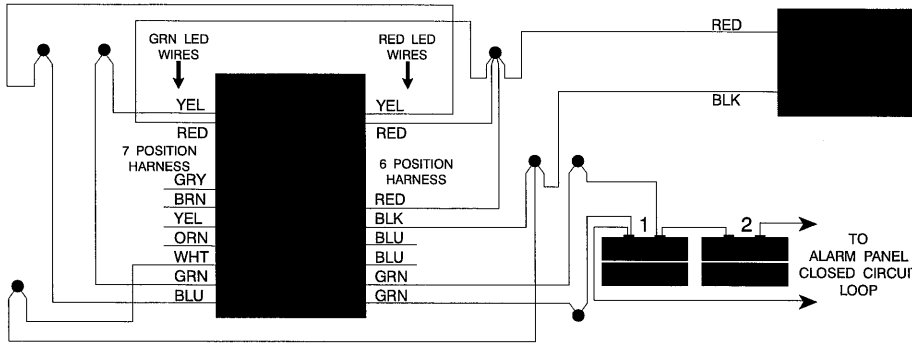 GRN LED
WIRES
RED LED
WIRES
RED
YEL
YEL
BLK
RED
RED
7 POSITION
HARNESS
6 POSITION
HARNESS
GRY
BRN
RED
YEL
BLK
ORN
BLU
WHT
BLU
GRN
GRN
BLU
GRN
1
2
TO
ALARM PANEL
CLOSED CIRCUIT
LOOP